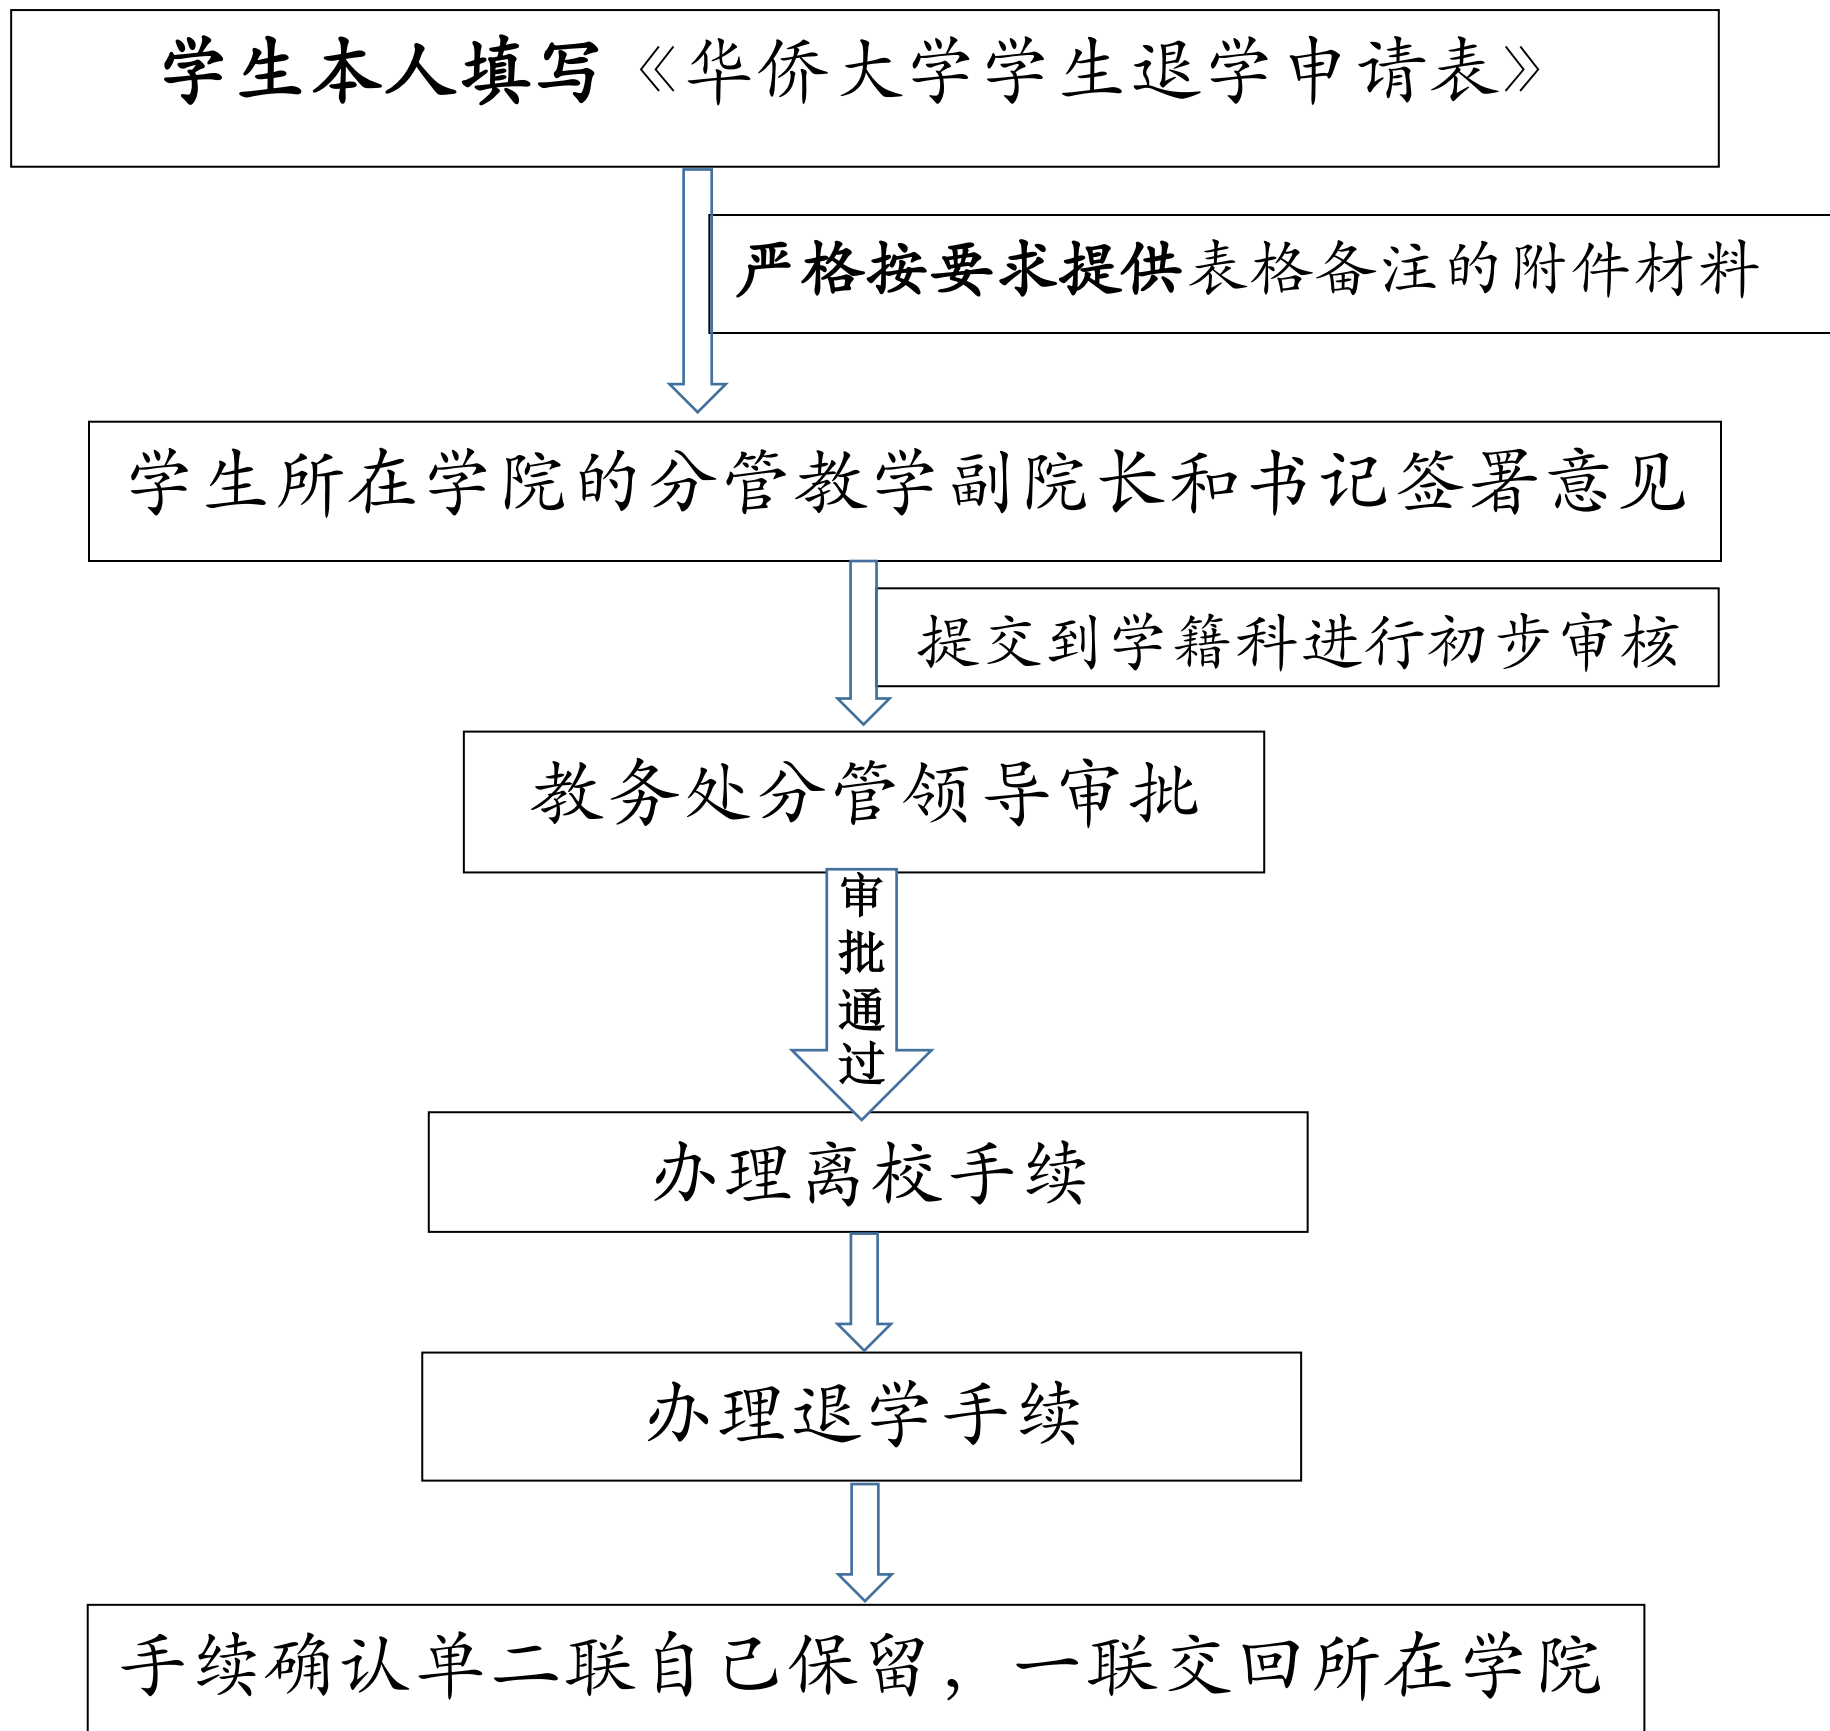 学生本人填写《华侨大学学生退学申请表》
严格按要求提供表格备注的附件材料
学生所在学院的分管教学副院长和书记签署意见
提交到学籍科进行初步审核
教务处分管领导审批
审
批
通
过
办理离校手续
办理退学手续
手续确认单二联自己保留，一联交回所在学院